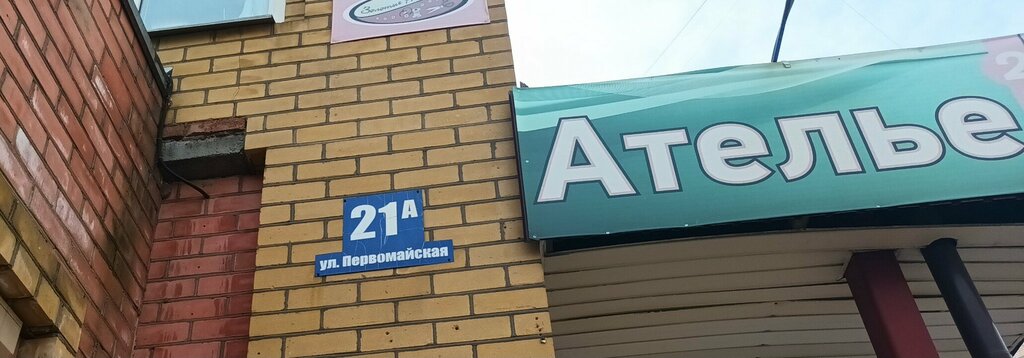 Ателье
21А
ул. Первомайская